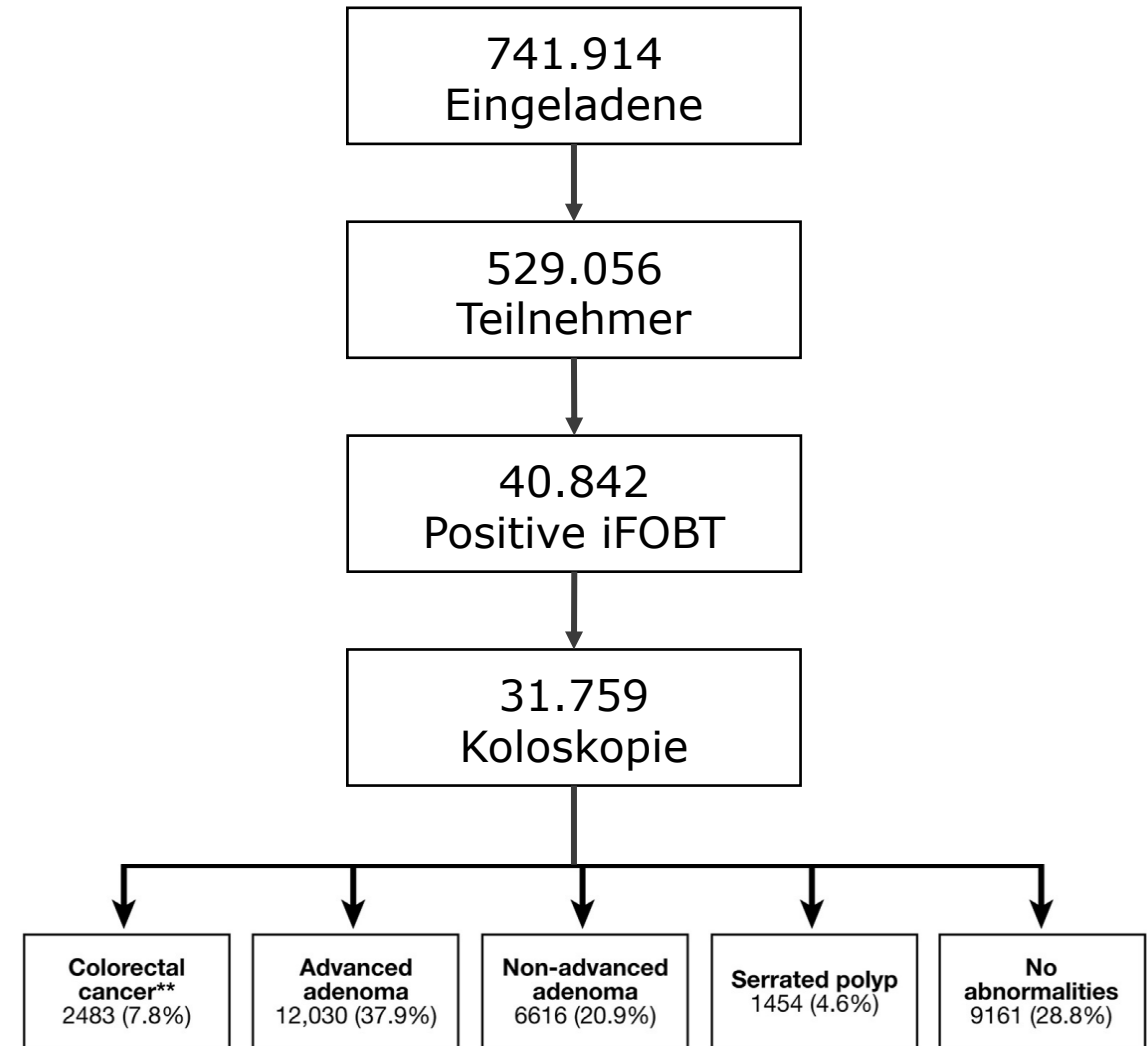 741.914
Eingeladene
529.056
Teilnehmer
40.842
Positive iFOBT
31.759
Koloskopie
Colorectal
cancer**
2483 (7.8%)
Advanced
adenoma
12,030 (37.9%)
Non-advanced
adenoma
6616 (20.9%)
Serrated polyp
1454 (4.6%)
No
abnormalities
9161 (28.8%)